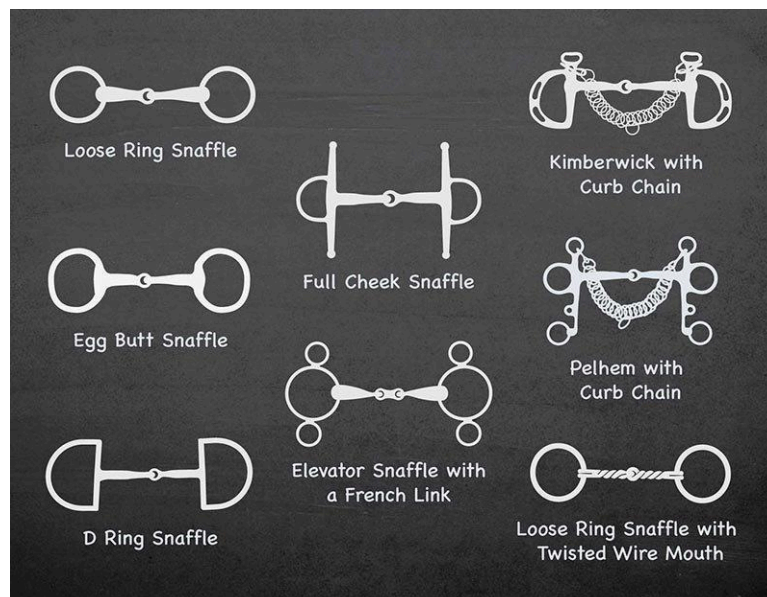 Loose Ring Snaffle
Egg Butt Snaffle
D Ring Snaffle
Full Cheek Snaffle
Elevator Snaffle with
a French Link
Kimberwick with
Curb Chain
Pelhem with
Curb Chain
Loose Ring Snaffle with
Twisted Wire Mouth